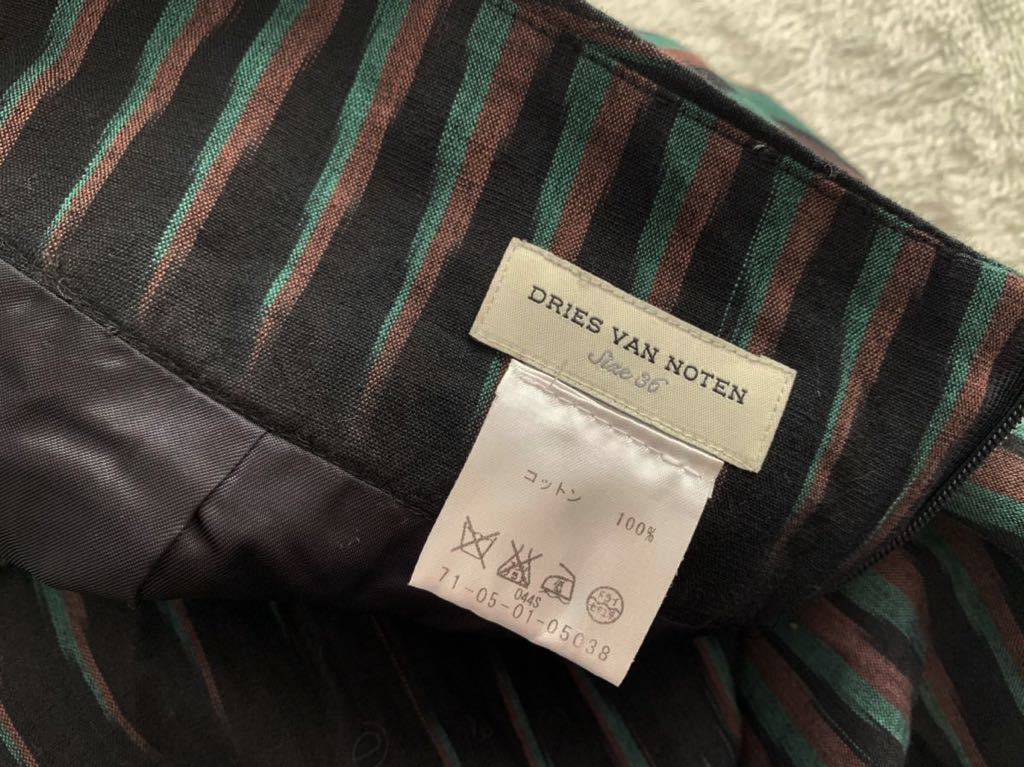 DRIES VAN NOTEN
Size 36
コットン
100%
044S
71-05-01-05038